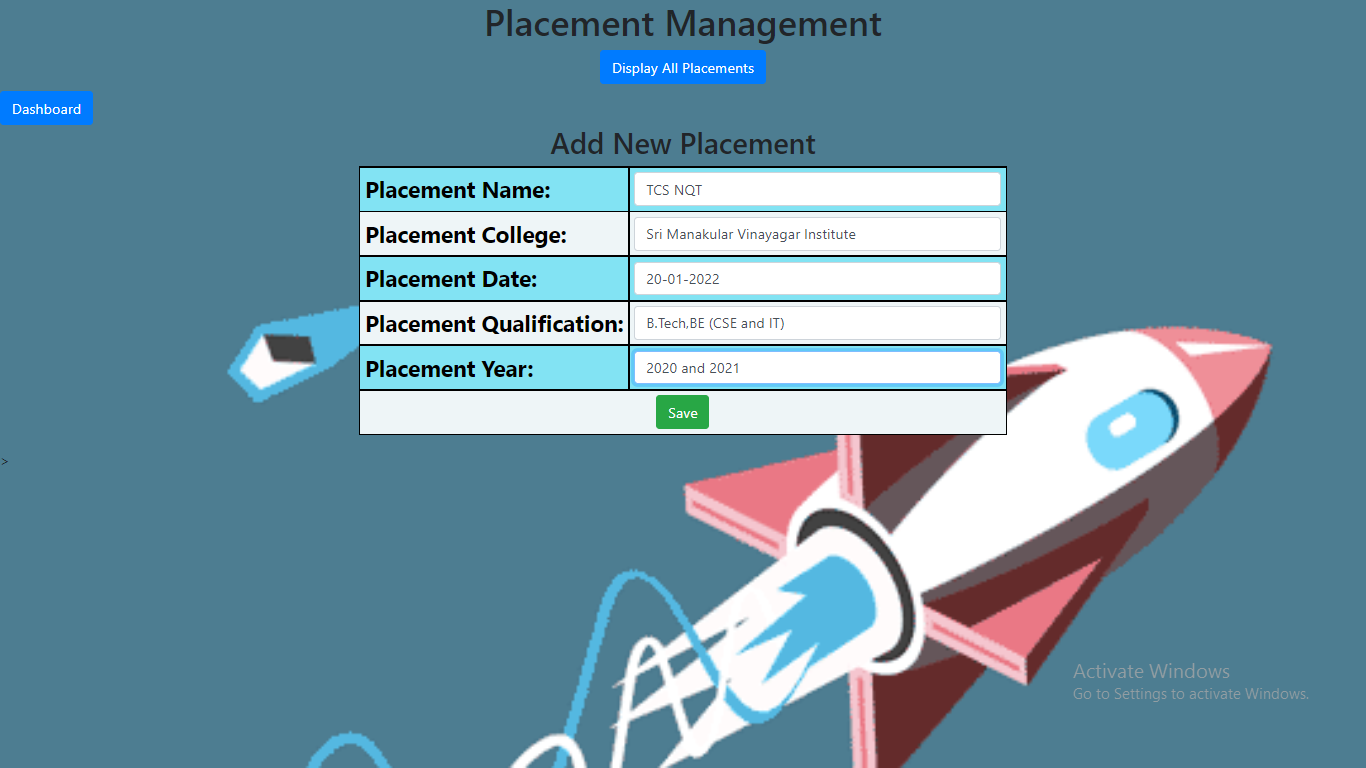 Placement Management
Display All Placements
Dashboard
Add New Placement
Placement Name: TCS NQT
Placement College: Sri Manakular Vinayagar Institute
Placement Date: 20-01-2022
Placement Qualification: B.Tech,BE (CSE and IT)
Placement Year: 2020 and 2021
Save
>
Activate Windows
Go to Settings to activate Windows.